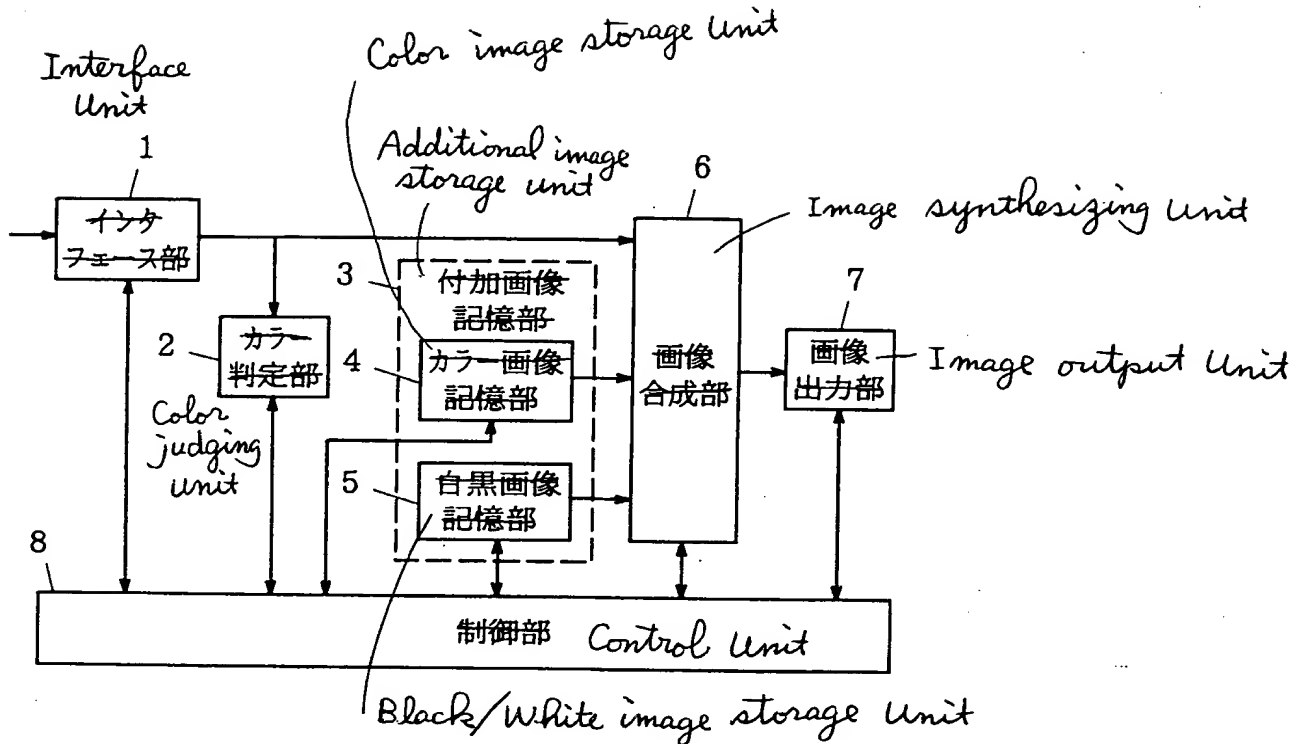 Color image storage Unit
Interface
Unit
1
Additional image
storage unit
6
Image synthesizing Unit
インタ
フェース部
3
付加画像
記憶部
7
2
カラー
判定部
4
カラー画像
記憶部
画像
合成部
画像
出力部
Image output Unit
Color
judging
Unit
5
白黒画像
記憶部
8
制御部 Control Unit
Black/White image storage Unit